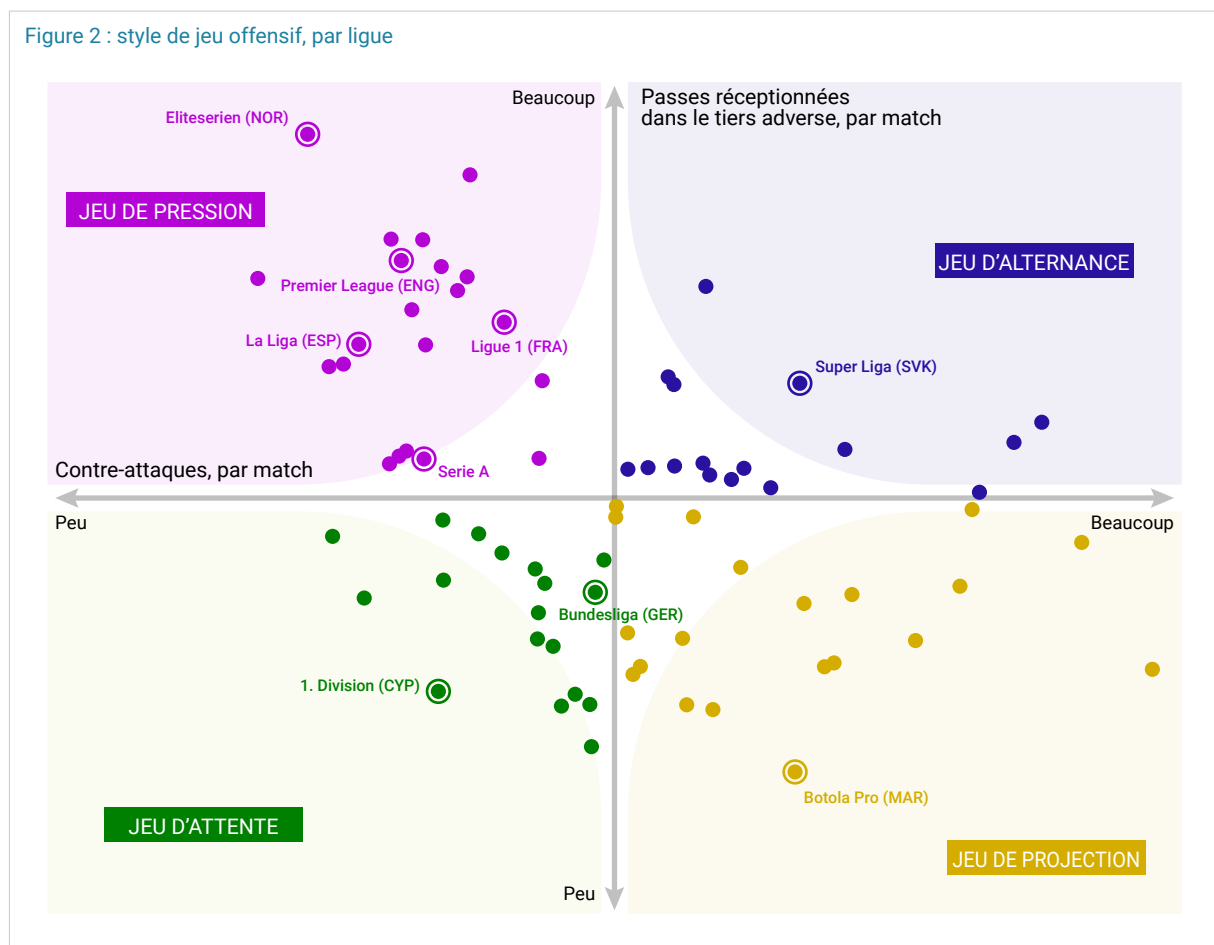 Figure 2 : style de jeu offensif, par ligue
Beaucoup
Passes réceptionnées
dans le tiers adverse, par match
Eliteserien (NOR)
JEU DE PRESSION
JEU D’ALTERNANCE
Premier League (ENG)
La Liga (ESP)
Ligue 1 (FRA)
Super Liga (SVK)
Contre-attaques, par match
Serie A
Peu
Beaucoup
Bundesliga (GER)
1. Division (CYP)
Botola Pro (MAR)
JEU D’ATTENTE
JEU DE PROJECTION
Peu